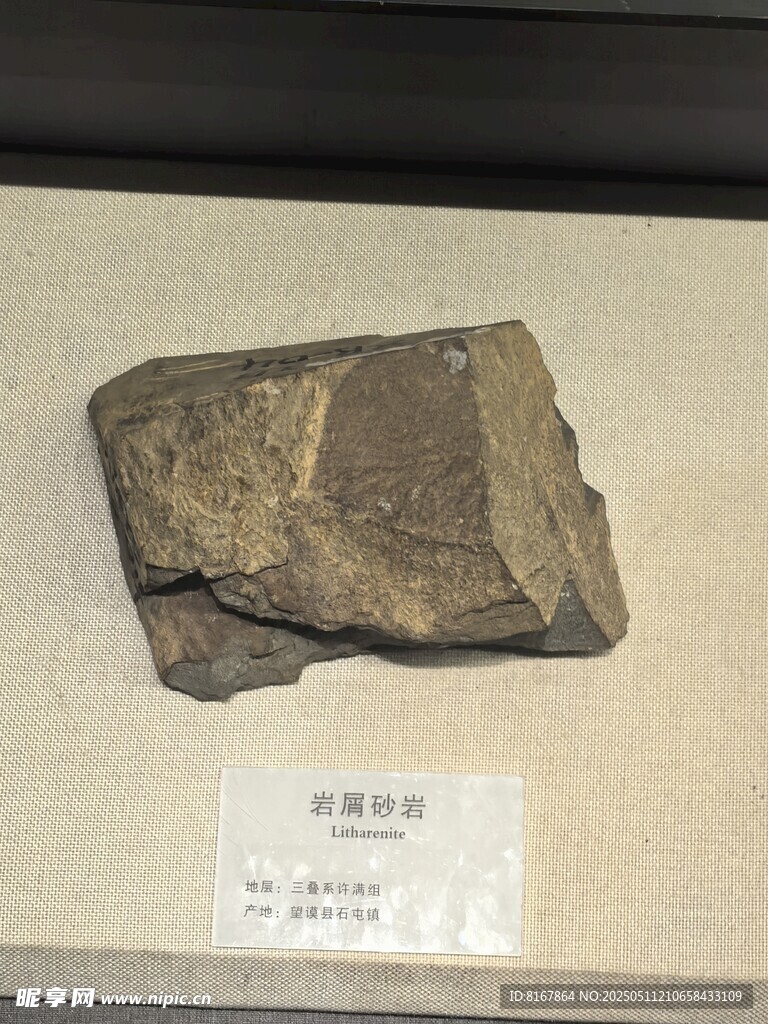 岩屑砂岩
Litharenite
地层：三叠系许满组
产地：望谟县石屯镇
昵享网 www.nipic.cn
ID:8167864 NO:20250511210658433109